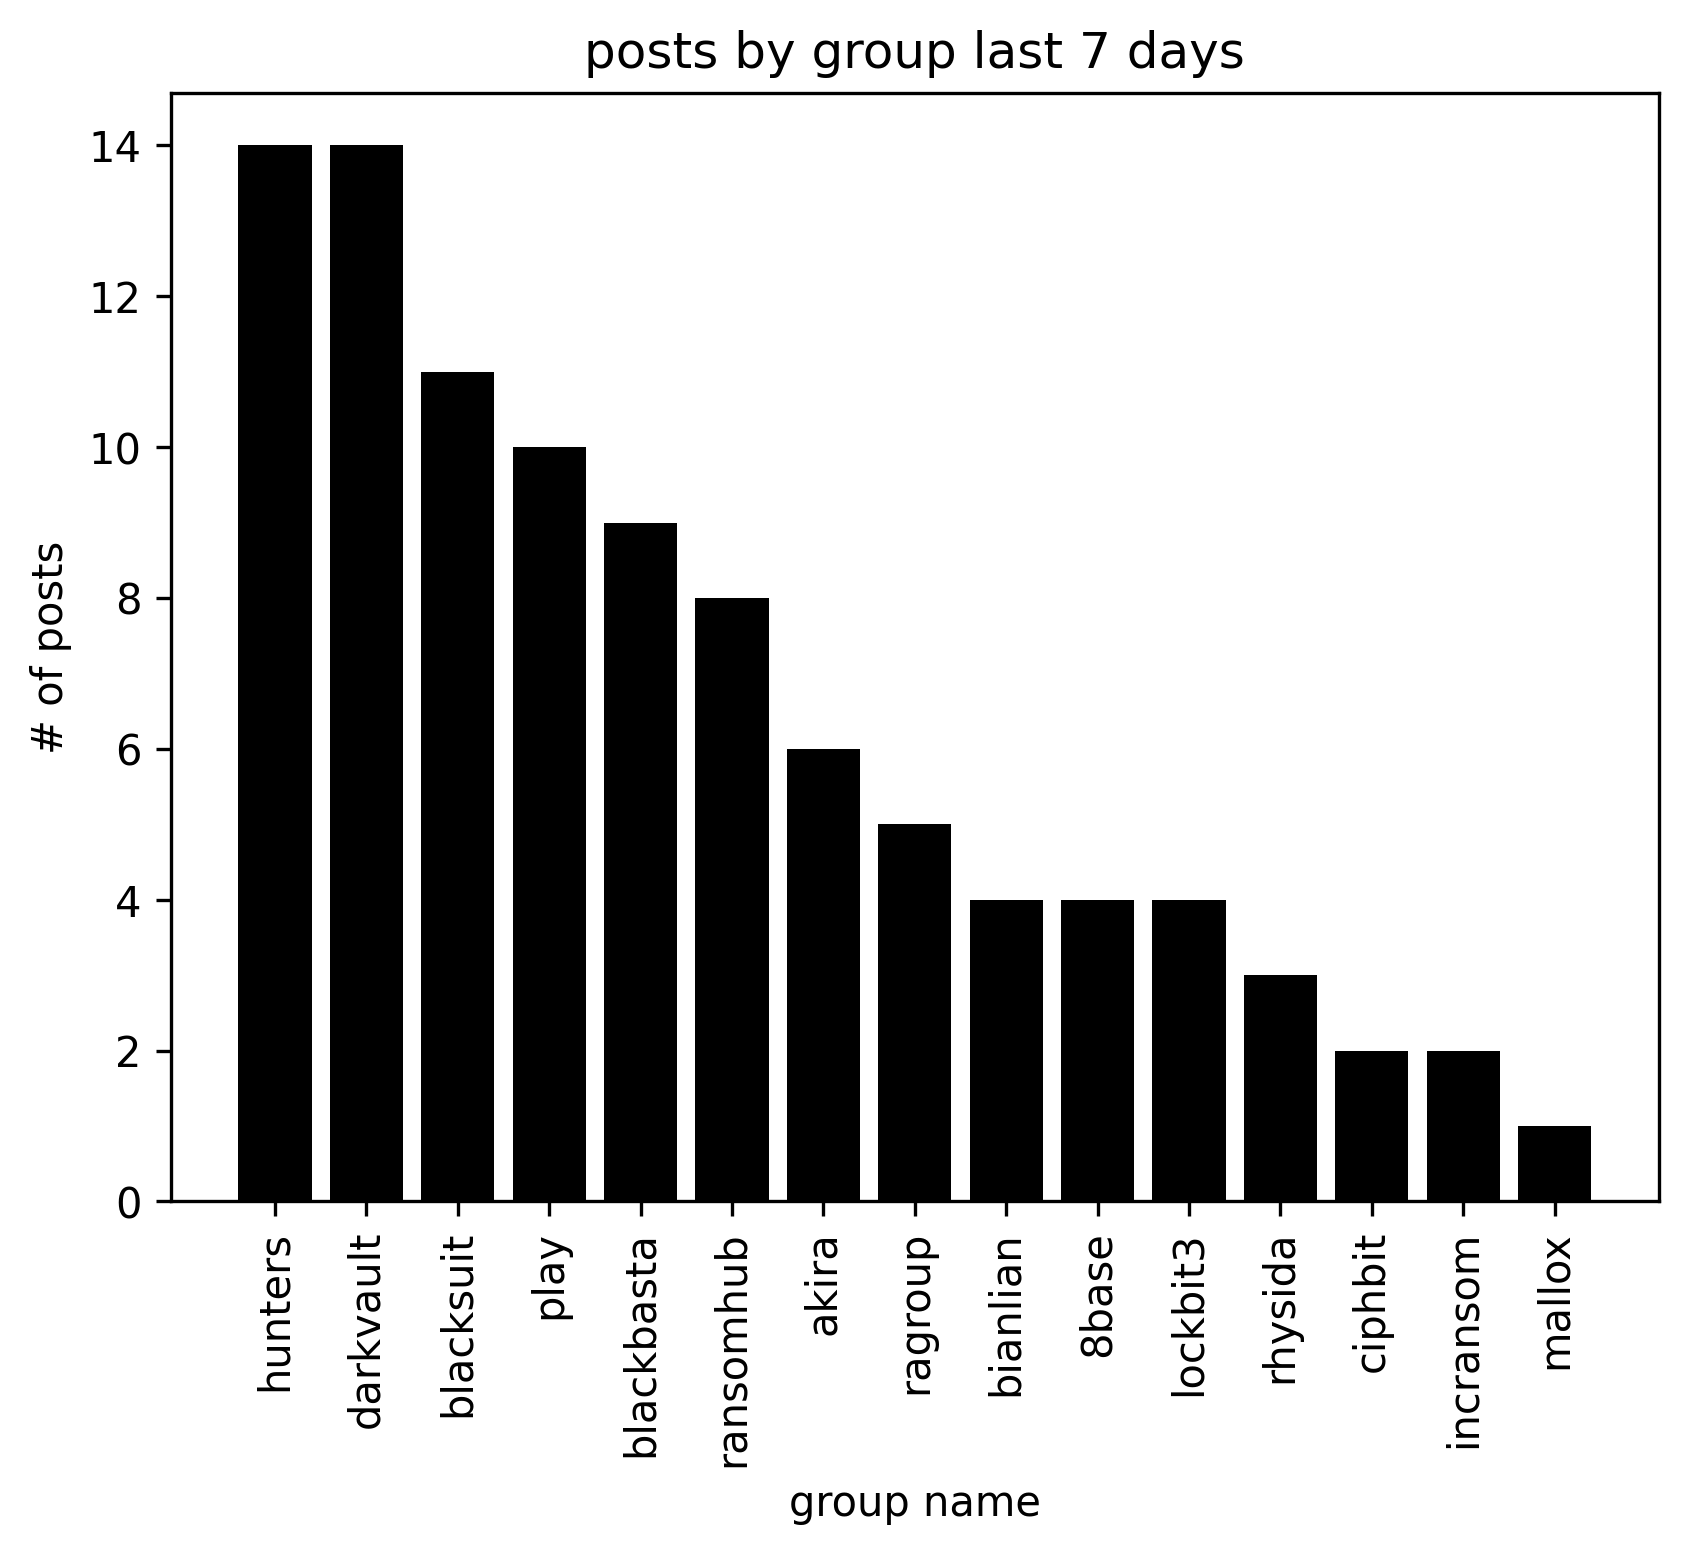 posts by group last 7 days
14
12
10
8
6
4
2
0
# of posts
hunters
darkvault
blacksuit
play
blackbasta
ransomhub
akira
ragroup
bianlian
8base
lockbit3
rhysida
ciphbit
incransom
mallox
group name